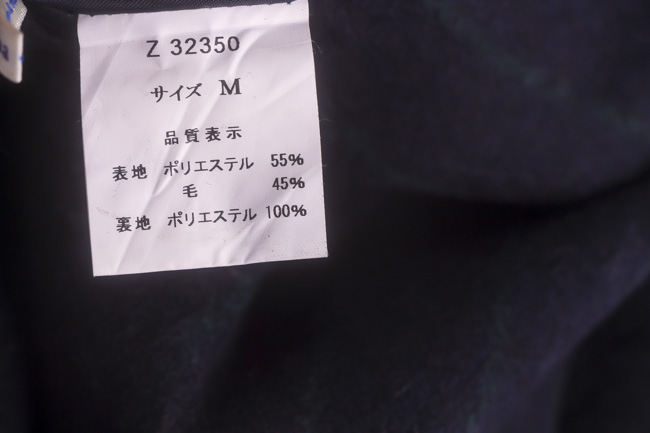 Z 32350
サイズ M
品質表示
表地 ポリエステル 55%
毛 45%
裏地 ポリエステル 100%